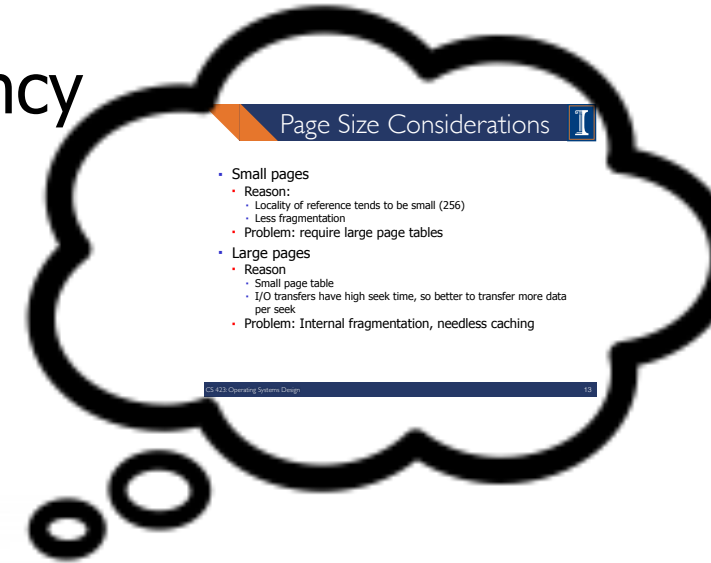 ncy
Page Size Considerations
Small pages
Reason:
Locality of reference tends to be small (256)
Less fragmentation
Problem: require large page tables
Large pages
Reason
Small page table
I/O transfers have high seek time, so better to transfer more data
per seek
Problem: Internal fragmentation, needless caching
CS 423: Operating Systems Design
13